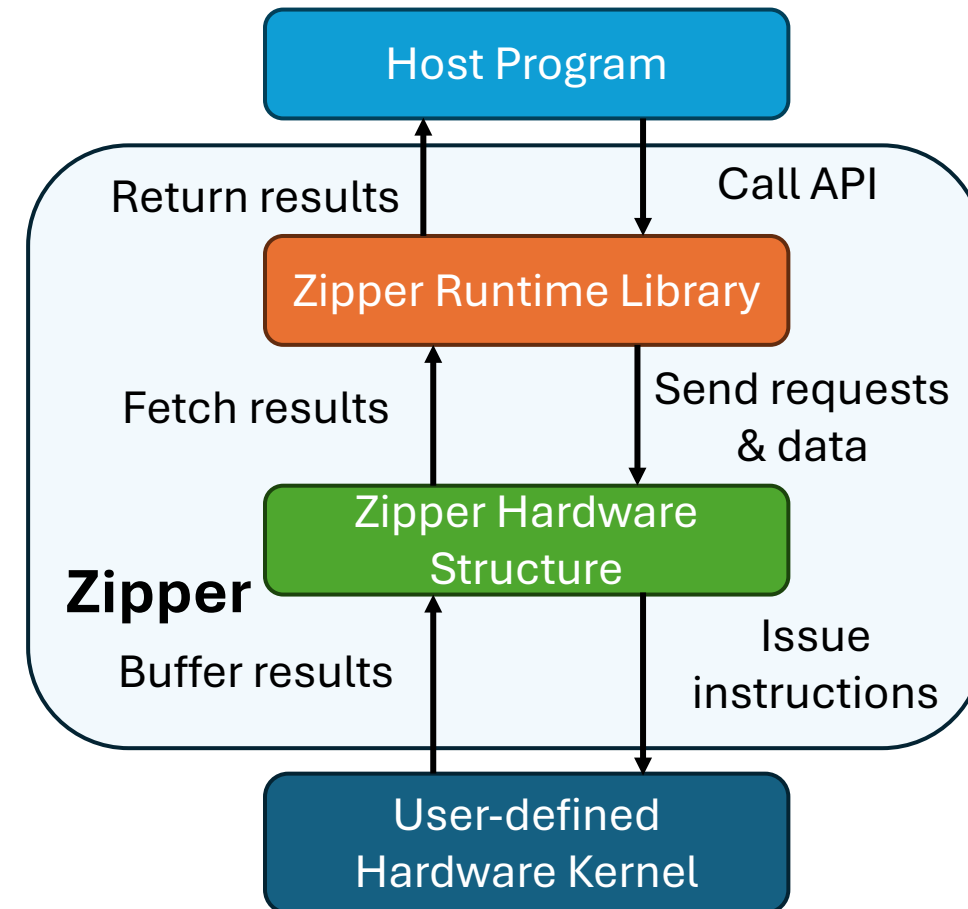 Host Program
Return results
Call API
Zipper Runtime Library
Fetch results
Send requests
& data
Zipper Hardware
Structure
Zipper
Buffer results
Issue
instructions
User-defined
Hardware Kernel